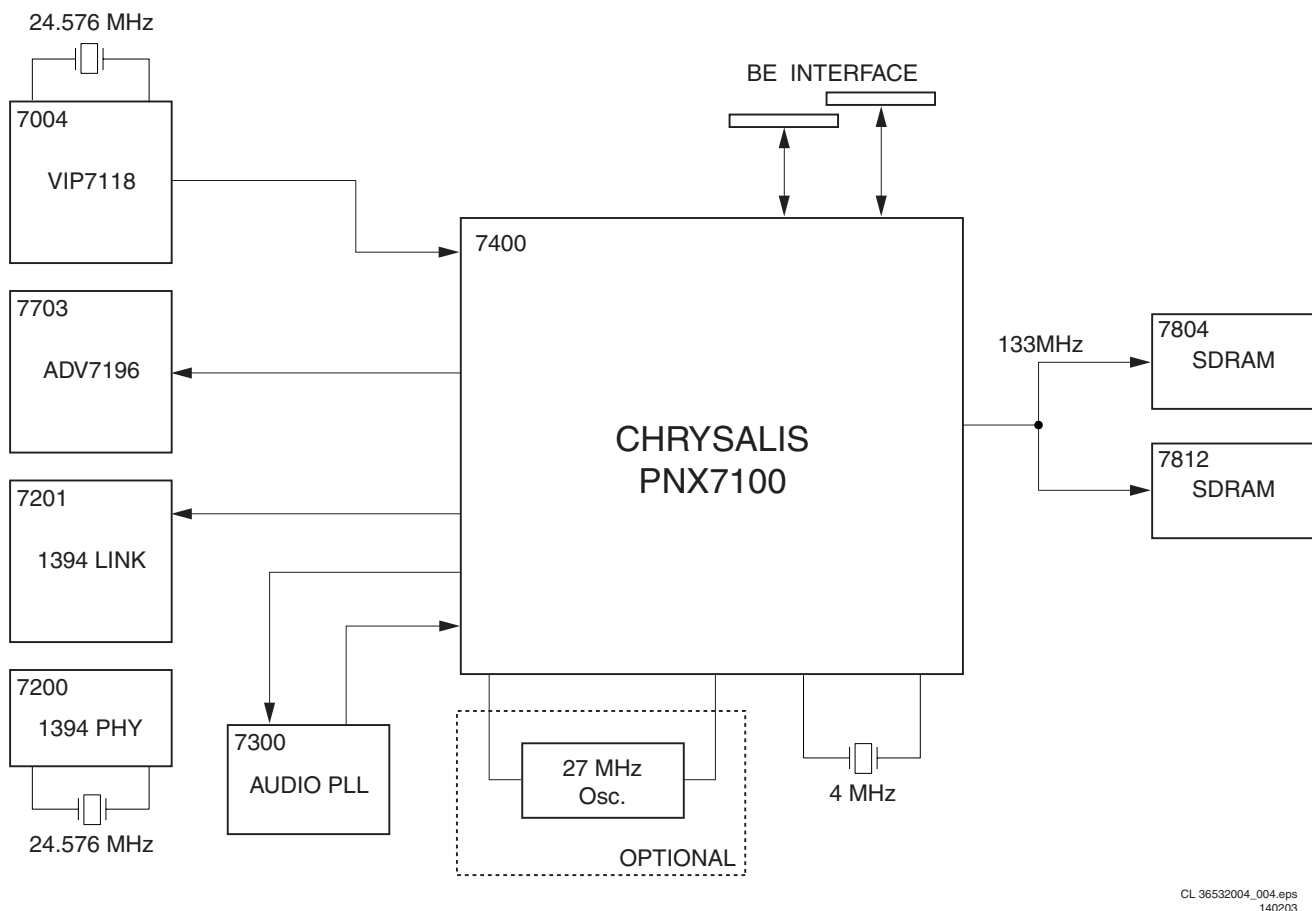 24.576 MHz
7004
VIP7118
BE INTERFACE
7400
7703
ADV7196
133MHz
7804
SDRAM
CHRYSALIS
PNX7100
7812
SDRAM
7201
1394 LINK
7200
1394 PHY
24.576 MHz
7300
AUDIO PLL
27 MHz
Osc.
OPTIONAL
4 MHz
CL 36532004_004.eps
140203